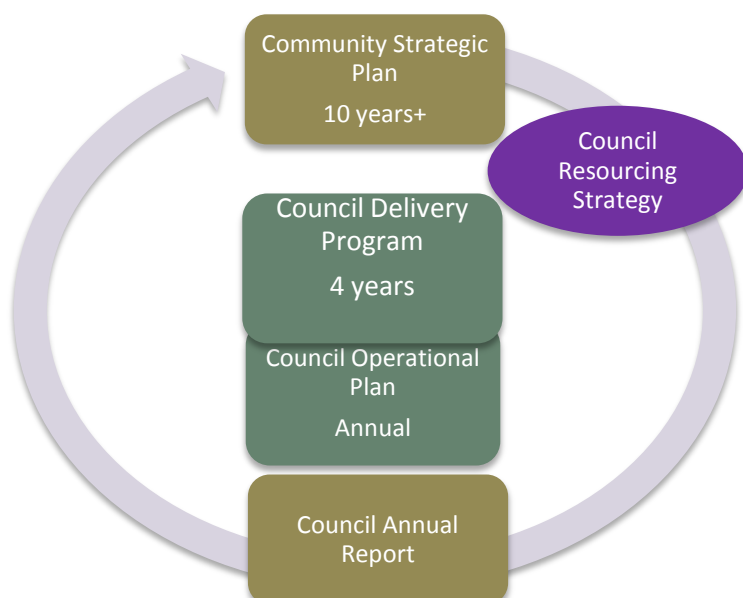 Community Strategic
Plan
10 years+
Council
Resourcing
Strategy
Council Delivery
Program
4 years
Council Operational
Plan
Annual
Council Annual
Report